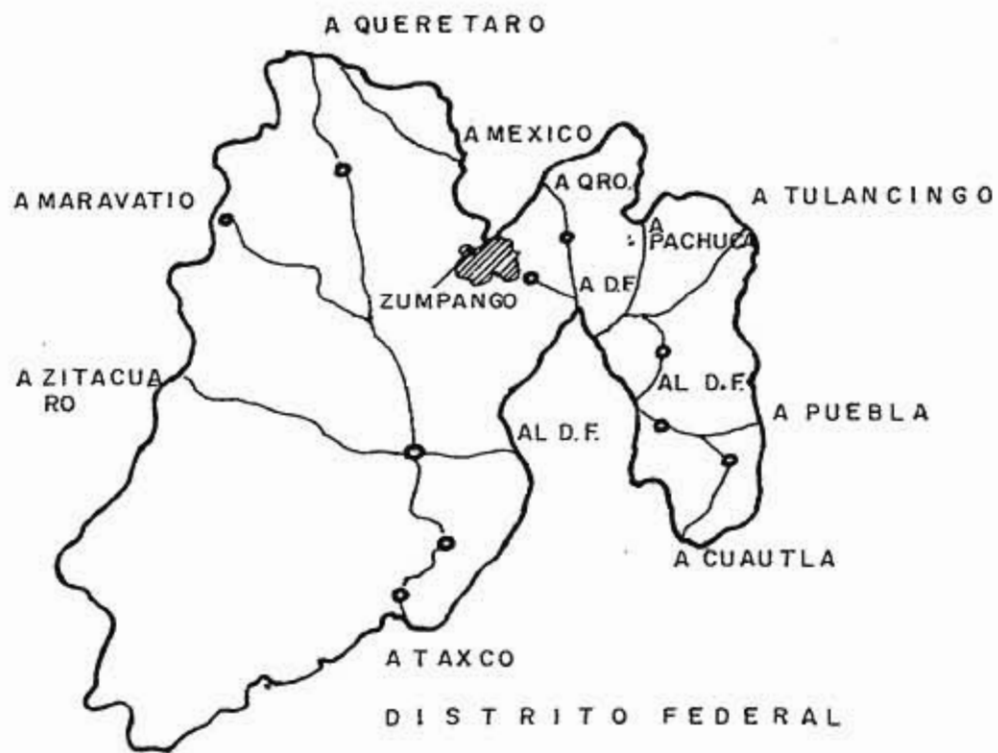 A QUERETARO
A MEXICO
A QRO.
A MARAVATIO
A TULANCINGO
A
PACHUCA
A D.F.
ZUMPANGO
A ZITACUA
RO
AL D.F.
A PUEBLA
AL D.F.
A CUAUTLA
A TAXCO
DISTRITO FEDERAL